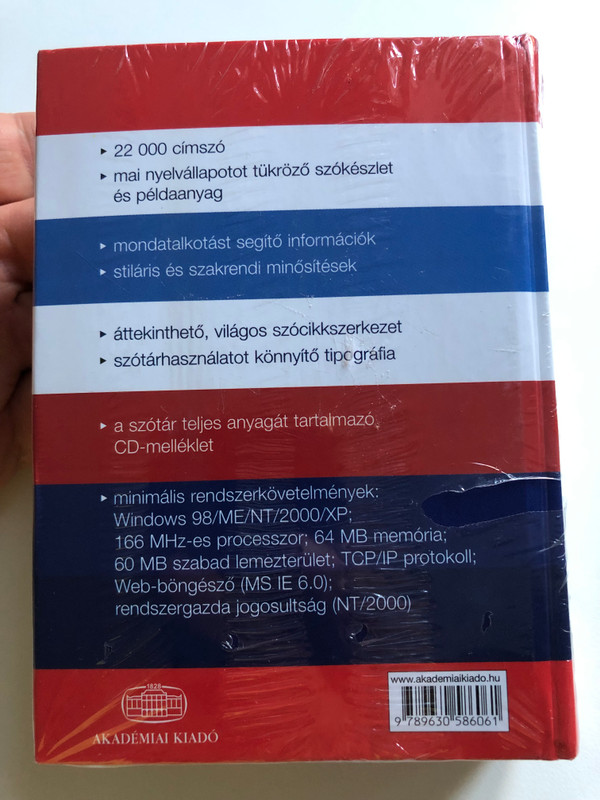 ▸ 22 000 címszó
▸ mai nyelvállapotot tükröző szókészlet
és példaanyag
▸ mondatalkotást segítő információk
▸ stiláris és szakrendi minősítések
▸ áttekinthető, világos szócikkszerkezet
▸ szótárhasználatot könnyítő tipográfia
▸ a szótár teljes anyagát tartalmazó
CD-melléklet
▸ minimális rendszerkövetelmények:
Windows 98/ME/NT/2000/XP;
166 MHz-es processzor; 64 MB memória;
60 MB szabad lemezterület; TCP/IP protokoll;
Web-böngésző (MS IE 6.0);
rendszergazda jogosultság (NT/2000)
1828
AKADÉMIAI KIADÓ
www.akademiaikiado.hu
9 789630 586061